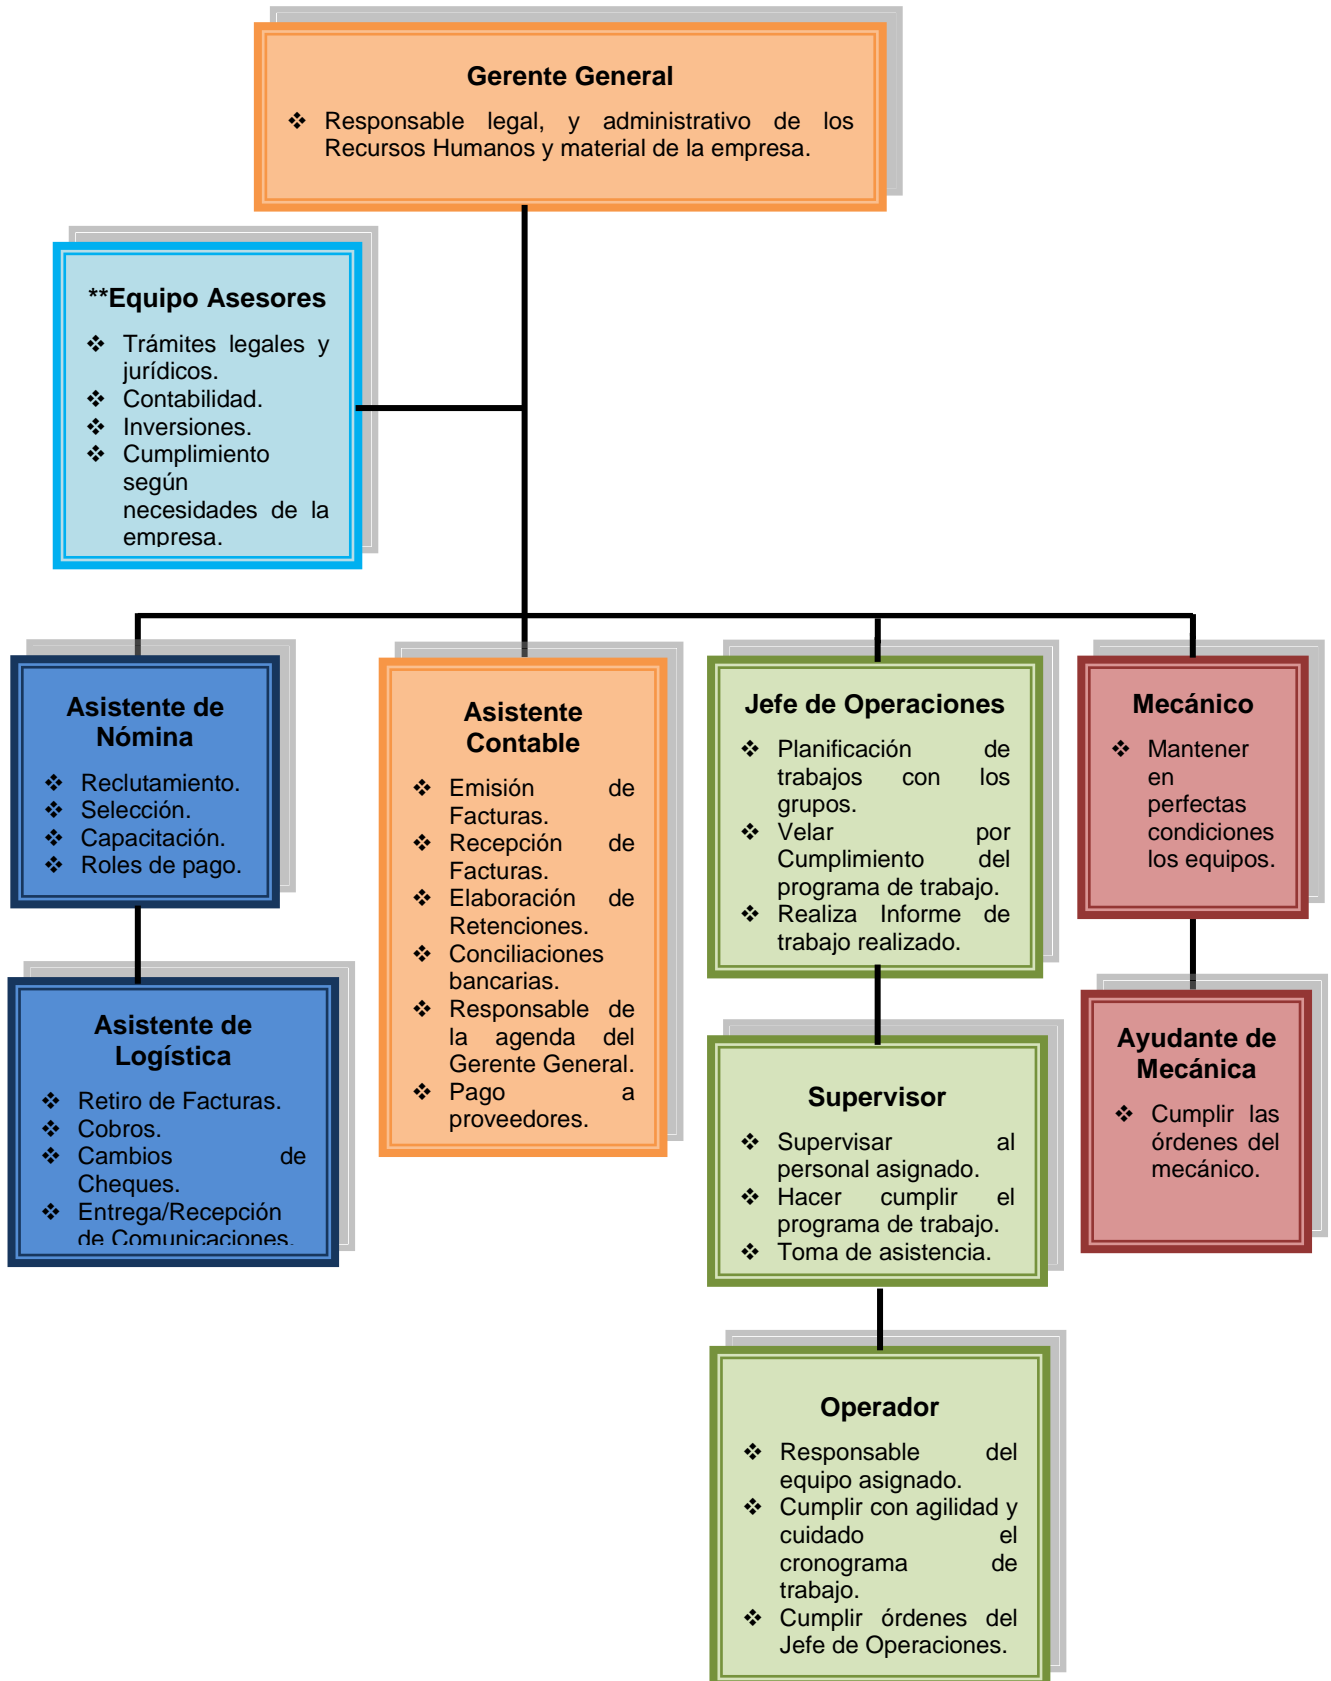 Gerente General
❖ Responsable legal, y administrativo de los
Recursos Humanos y material de la empresa.
**Equipo Asesores
❖ Trámites legales y
jurídicos.
❖ Contabilidad.
❖ Inversiones.
❖ Cumplimiento
según
necesidades de la
empresa.
Asistente de
Nómina
❖ Reclutamiento.
❖ Selección.
❖ Capacitación.
❖ Roles de pago.
Asistente de
Logística
❖ Retiro de Facturas.
❖ Cobros.
❖ Cambios de
Cheques.
❖ Entrega/Recepción
de Comunicaciones.
Asistente
Contable
❖ Emisión de
Facturas.
❖ Recepción de
Facturas.
❖ Elaboración de
Retenciones.
❖ Conciliaciones
bancarias.
❖ Responsable de
la agenda del
Gerente General.
❖ Pago a
proveedores.
Jefe de Operaciones
❖ Planificación de
trabajos con los
grupos.
❖ Velar por
Cumplimiento del
programa de trabajo.
❖ Realiza Informe de
trabajo realizado.
Supervisor
❖ Supervisar al
personal asignado.
❖ Hacer cumplir el
programa de trabajo.
❖ Toma de asistencia.
Operador
❖ Responsable del
equipo asignado.
❖ Cumplir con agilidad y
cuidado el
cronograma de
trabajo.
❖ Cumplir órdenes del
Jefe de Operaciones.
Mecánico
❖ Mantener
en
perfectas
condiciones
los equipos.
Ayudante de
Mecánica
❖ Cumplir las
órdenes del
mecánico.